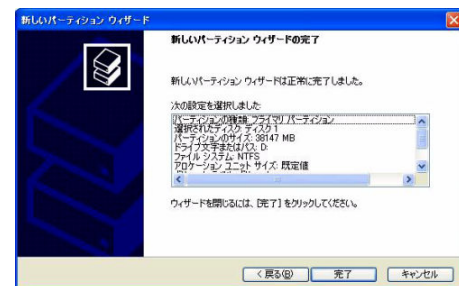 新しいパーティション ウィザード
新しいパーティション ウィザードの完了
新しいパーティション ウィザードは正常に完了しました。
次の設定を選択しました:
パーティションの種類: プライマリ パーティション
選択されたディスク: ディスク 1
パーティションのサイズ: 38147 MB
ドライブ文字またはパス: D:
ファイル システム: NTFS
アロケーション ユニット サイズ: 既定値
ウィザードを閉じるには、[完了] をクリックしてください。
< 戻る(B) 完了 キャンセル